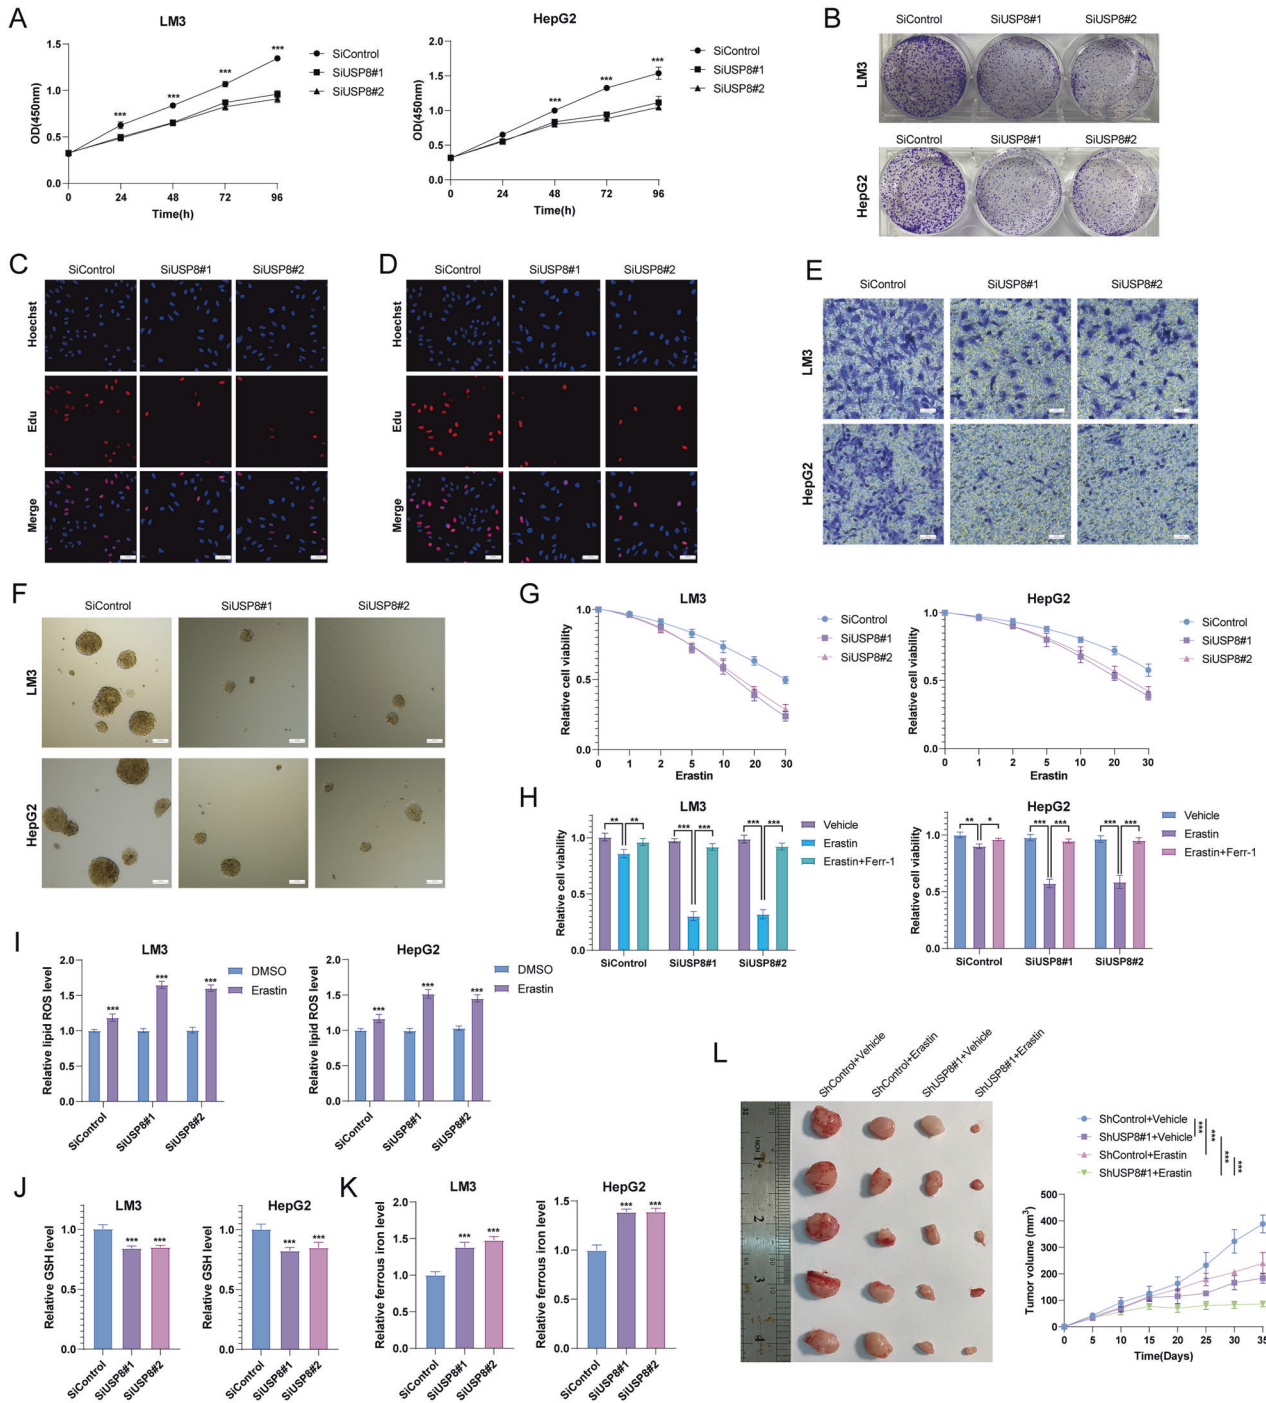 A
LM3
OD(450nm)
1.5
1.0
0.5
0.0
***
***
***
***
0
24
48
72
96
Time(h)
SiControl
SiUSP8#1
SiUSP8#2
HepG2
OD(450nm)
2.0
1.5
1.0
0.5
0.0
***
***
***
0
24
48
72
96
Time(h)
SiControl
SiUSP8#1
SiUSP8#2
B
SiControl
SiUSP8#1
SiUSP8#2
LM3
SiControl
SiUSP8#1
SiUSP8#2
HepG2
C
SiControl
SiUSP8#1
SiUSP8#2
Hoechst
Edu
Merge
D
SiControl
SiUSP8#1
SiUSP8#2
Hoechst
Edu
Merge
E
SiControl
SiUSP8#1
SiUSP8#2
LM3
HepG2
F
SiControl
SiUSP8#1
SiUSP8#2
LM3
HepG2
G
LM3
Relative cell viability
1.0
0.5
0.0
0
1
2
5
10
20
30
Erastin
SiControl
SiUSP8#1
SiUSP8#2
HepG2
Relative cell viability
1.0
0.5
0.0
0
1
2
5
10
20
30
Erastin
SiControl
SiUSP8#1
SiUSP8#2
H
LM3
Relative cell viability
1.0
0.5
0.0
** **
*** ***
*** ***
SiControl
SiUSP8#1
SiUSP8#2
Vehicle
Erastin
Erastin+Ferr-1
HepG2
Relative cell viability
1.0
0.5
0.0
** *
*** ***
*** ***
SiControl
SiUSP8#1
SiUSP8#2
Vehicle
Erastin
Erastin+Ferr-1
I
LM3
Relative lipid ROS level
2.0
1.5
1.0
0.5
0.0
***
***
***
SiControl
SiUSP8#1
SiUSP8#2
DMSO
Erastin
HepG2
Relative lipid ROS level
2.0
1.5
1.0
0.5
0.0
***
***
***
SiControl
SiUSP8#1
SiUSP8#2
DMSO
Erastin
J
LM3
Relative GSH level
1.0
0.5
0.0
***
***
SiControl
SiUSP8#1
SiUSP8#2
HepG2
Relative GSH level
1.0
0.5
0.0
***
***
SiControl
SiUSP8#1
SiUSP8#2
K
LM3
Relative ferrous iron level
2.0
1.5
1.0
0.5
0.0
***
***
SiControl
SiUSP8#1
SiUSP8#2
HepG2
Relative ferrous iron level
1.5
1.0
0.5
0.0
***
***
SiControl
SiUSP8#1
SiUSP8#2
L
ShControl+Vehicle
ShControl+Erastin
ShUSP8#1+Vehicle
ShUSP8#1+Erastin
32
INCH
1
2
3
4
ShControl+Vehicle
ShUSP8#1+Vehicle
ShControl+Erastin
ShUSP8#1+Erastin
***
***
***
***
Tumor volume (mm³)
500
400
300
200
100
0
0
5
10
15
20
25
30
35
Time(Days)